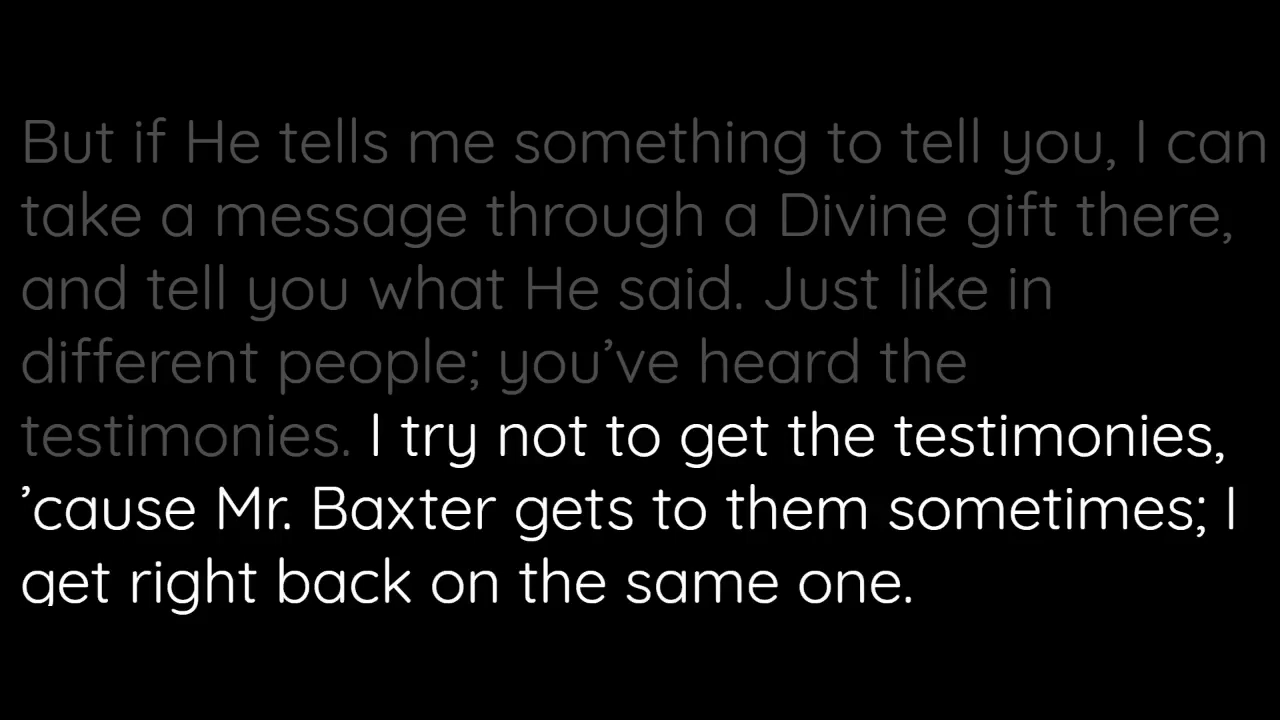 But if He tells me something to tell you, I can
take a message through a Divine gift there,
and tell you what He said. Just like in
different people; you’ve heard the
testimonies. I try not to get the testimonies,
’cause Mr. Baxter gets to them sometimes; I
get right back on the same one.